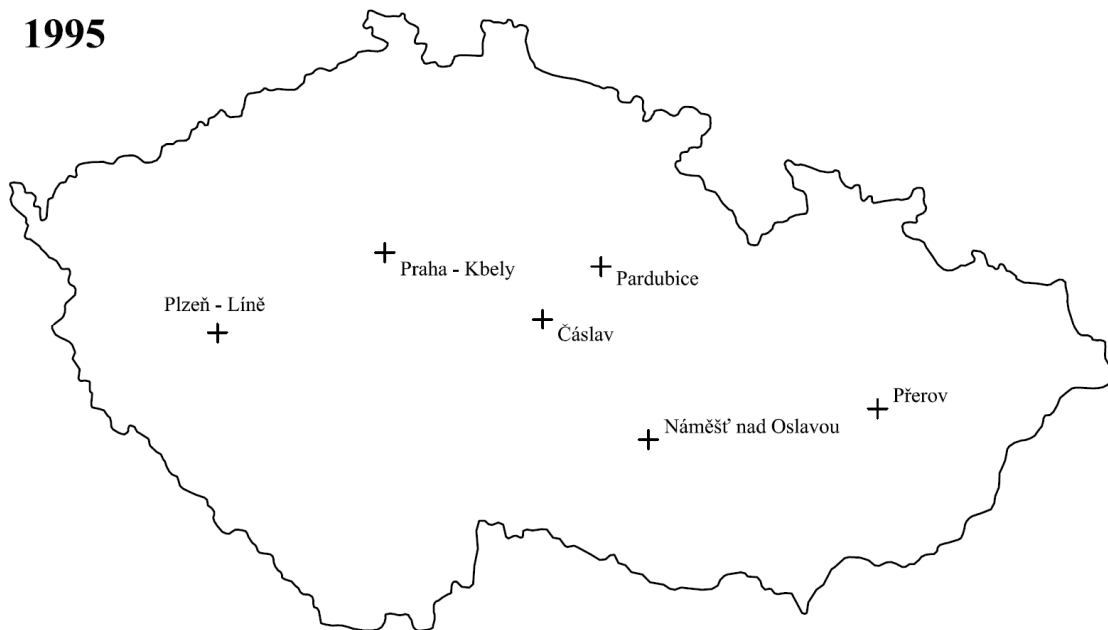 1995
Praha - Kbely
Pardubice
Plzeň - Líně
Čáslav
Přerov
Náměšť nad Oslavou